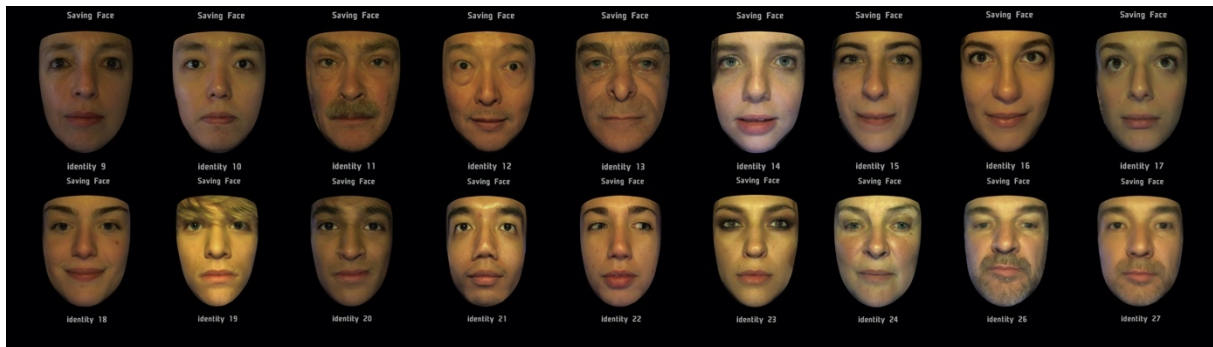 Saving Face Saving Face Saving Face Saving Face Saving Face Saving Face Saving Face Saving Face Saving Face
identity 9 identity 10 identity 11 identity 12 identity 13 identity 14 identity 15 identity 16 identity 17
Saving Face Saving Face Saving Face Saving Face Saving Face Saving Face Saving Face Saving Face Saving Face
identity 18 identity 19 identity 20 identity 21 identity 22 identity 23 identity 24 identity 26 identity 27